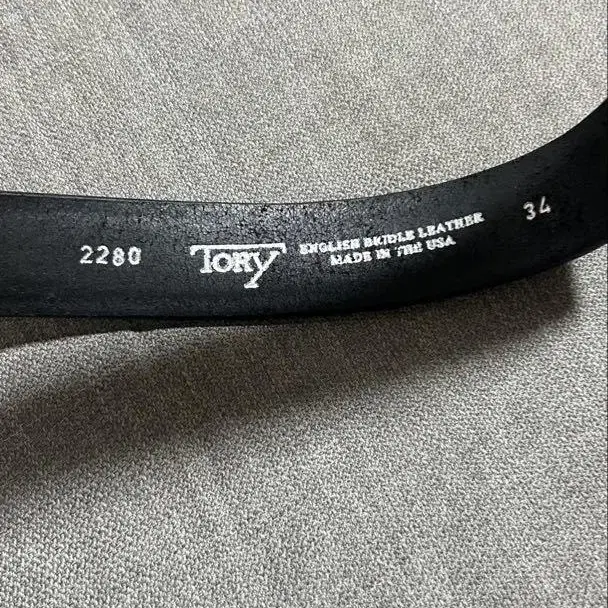 2280
TORY
ENGLISH BRIDLE LEATHER
MADE IN THE USA
34